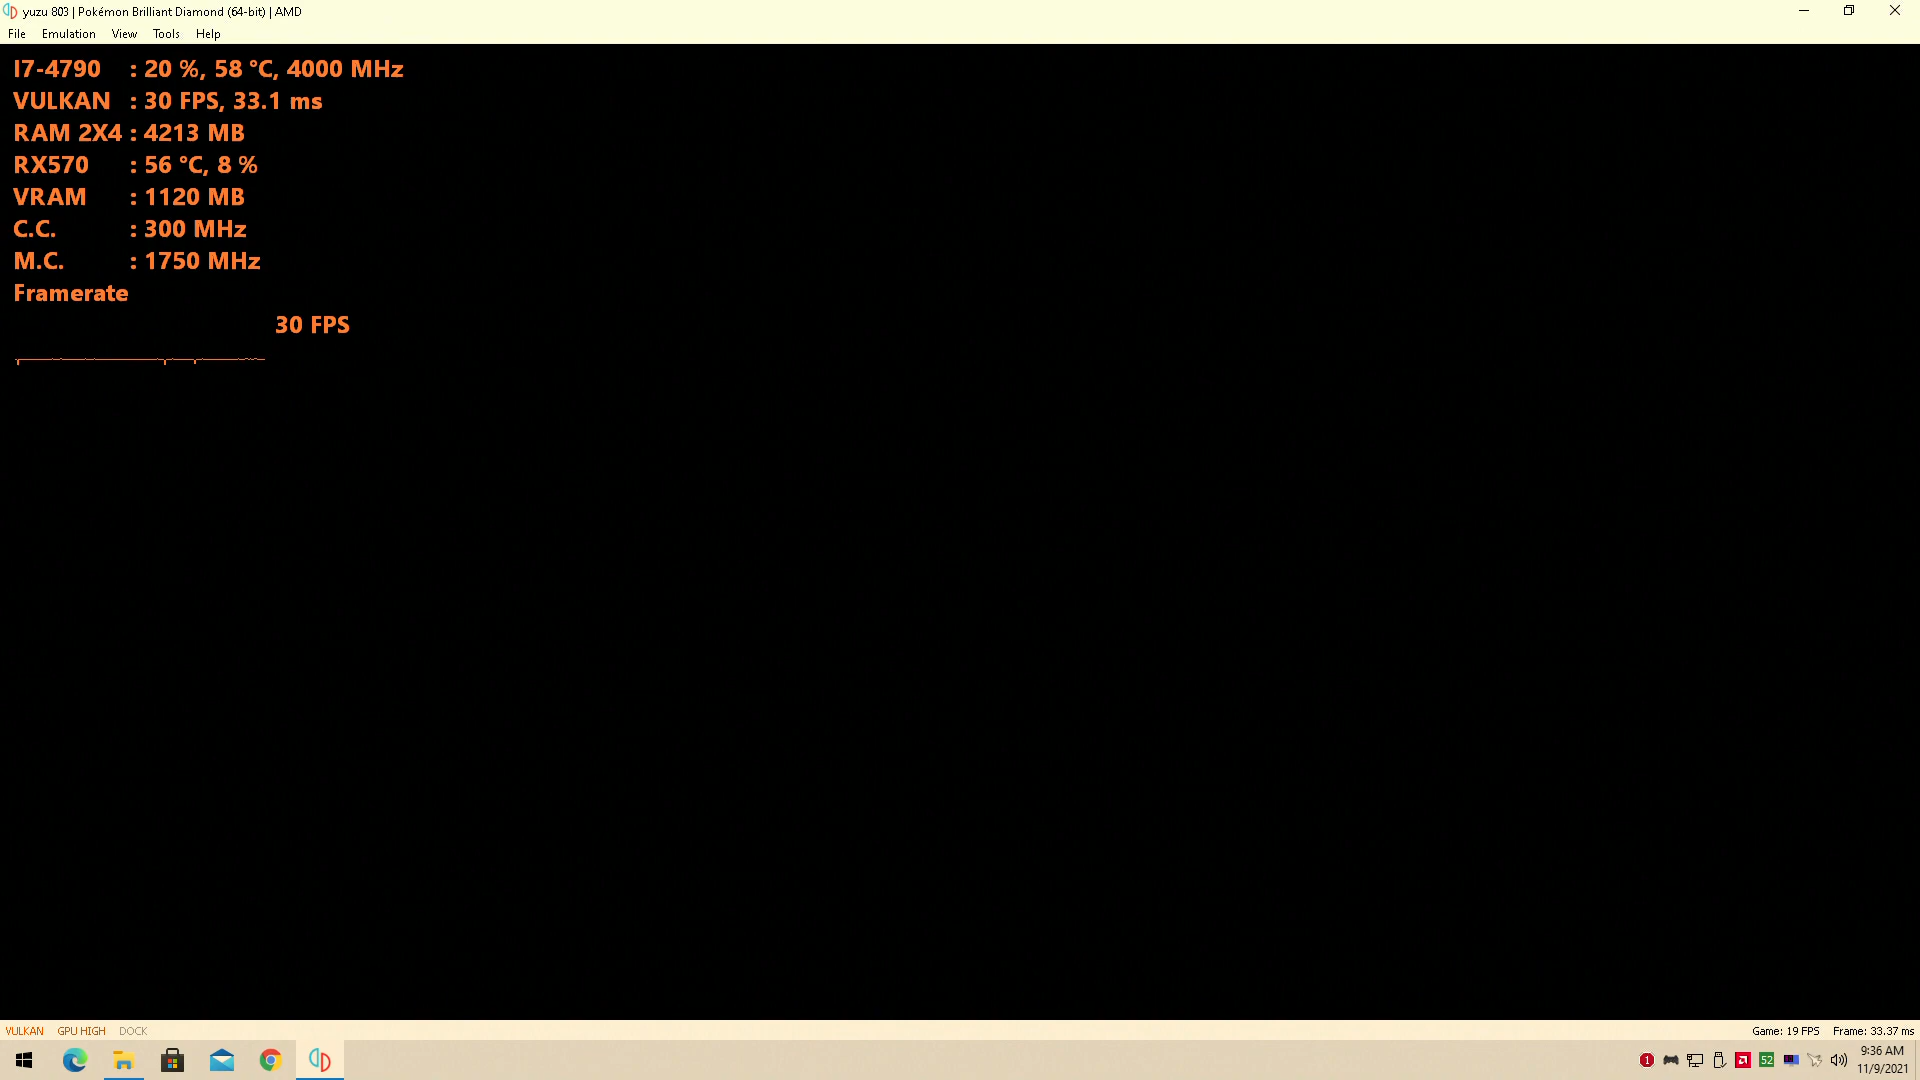 yuzu 803 | Pokémon Brilliant Diamond (64-bit) | AMD
File Emulation View Tools Help
I7-4790 : 20 %, 58 °C, 4000 MHz
VULKAN : 30 FPS, 33.1 ms
RAM 2X4 : 4213 MB
RX570 : 56 °C, 8 %
VRAM : 1120 MB
C.C. : 300 MHz
M.C. : 1750 MHz
Framerate
30 FPS
VULKAN GPU HIGH DOCK Game: 19 FPS Frame: 33.37 ms
1 52 9:36 AM
11/9/2021